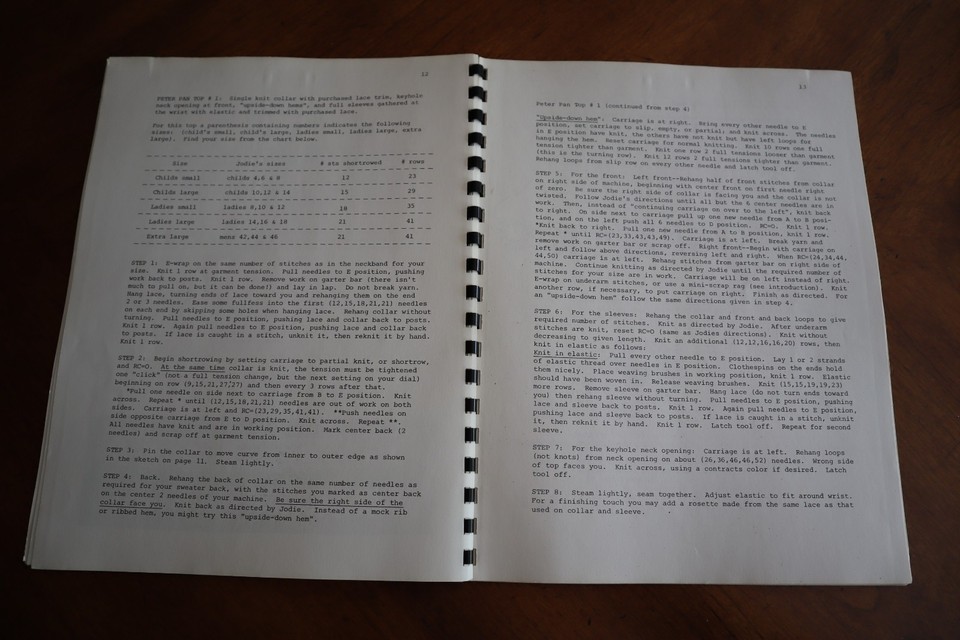 12
PETER PAN TOP # 1: Single knit collar with purchased lace trim, keyhole
neck opening at front, "upside-down hems", and full sleeves gathered at
the wrist with elastic and trimmed with purchased lace.
For this top a parenthesis containing numbers indicates the following
sizes: (child's small, child's large, ladies small, ladies large, extra
large). Find your size from the chart below.
Size Jodie's sizes # sts shortrowed # rows
Childs small childs 4,6 & 8 12 23
Childs large childs 10,12 & 14 15 29
Ladies small ladies 8,10 & 12 18 35
Ladies large ladies 14,16 & 18 21 41
Extra large mens 42,44 & 46 21 41
STEP 1: E-wrap on the same number of stitches as in the neckband for your
size. Knit 1 row at garment tension. Pull needles to E position, pushing
work back to posts. Knit 1 row. Remove work on garter bar (there isn't
much to pull on, but it can be done!) and lay in lap. Do not break yarn.
Hang lace, turning ends of lace toward you and rehanging them on the end
2 or 3 needles. Ease some fullness into the first (12,15,18,21,21) needles
on each end by skipping some holes when hanging lace. Rehang collar without
turning. Pull needles to E position, pushing lace and collar back to posts.
Knit 1 row. Again pull needles to E position, pushing lace and collar back
to posts. If lace is caught in a stitch, unknit it, then reknit it by hand.
Knit 1 row.
STEP 2: Begin shortrowing by setting carriage to partial knit, or shortrow,
and RC=0. At the same time collar is knit, the tension must be tightened
one "click" (not a full tension change, but the next setting on your dial)
beginning on row (9,15,21,27,27) and then every 3 rows after that.
*Pull one needle on side next to carriage from B to E position. Knit
across. Repeat * until (12,15,18,21,21) needles are out of work on both
sides. Carriage is at left and RC=(23,29,35,41,41). **Push needles on
side opposite carriage from E to D position. Knit across. Repeat **.
All needles have knit and are in working position. Mark center back (2
needles) and scrap off at garment tension.
STEP 3: Pin the collar to move curve from inner to outer edge as shown
in the sketch on page 11. Steam lightly.
STEP 4: Back. Rehang the back of collar on the same number of needles as
required for your sweater back, with the stitches you marked as center back
on the center 2 needles of your machine. Be sure the right side of the
collar face you. Knit back as directed by Jodie. Instead of a mock rib
or ribbed hem, you might try this "upside-down hem".
13
Peter Pan Top # 1 (continued from step 4)
"Upside-down hem": Carriage is at right. Bring every other needle to E
position, set carriage to slip, empty, or partial; and knit across. The needles
in E position have knit, the others have not knit but have left loops for
hanging the hem. Reset carriage for normal knitting. Knit 10 rows one full
tension tighter than garment. Knit one row 2 full tensions looser than garment
(this is the turning row). Knit 12 rows 2 full tensions tighter than garment.
Rehang loops from slip row on every other needle and latch tool off.
STEP 5: For the front: Left front--Rehang half of front stitches from collar
on right side of machine, beginning with center front on first needle right
of zero. Be sure the right side of collar is facing you and the collar is not
twisted. Follow Jodie's directions until all but the 6 center needles are in
work. Then, instead of "continuing carriage on over to the left", knit back
to right. On side next to carriage pull up one new needle from A to B posi-
tion, and on the left push all 6 needles to D position. RC=0. Knit 1 row.
*Knit back to right. Pull one new needle from A to B position, knit 1 row.
Repeat * until RC=(23,33,43,43,49). Carriage is at left. Break yarn and
remove work on garter bar or scrap off. Right front--Begin with carriage on
left and follow above directions, reversing left and right. When RC=(24,34,44,
44,50) carriage is at left. Rehang stitches from garter bar on right side of
machine. Continue knitting as directed by Jodie until the required number of
stitches for your size are in work. Carriage will be on left instead of right.
E-wrap on underarm stitches, or use a mini-scrap rag (see introduction). Knit
another row, if necessary, to put carriage on right. Finish as directed. For
an "upside-down hem" follow the same directions given in step 4.
STEP 6: For the sleeves: Rehang the collar and front and back loops to give
required number of stitches. Knit as directed by Jodie. After underarm
stitches are knit, reset RC=0 (same as Jodies directions). Knit without
decreasing to given length. Knit an additional (12,12,16,16,20) rows, then
knit in elastic as follows:
Knit in elastic: Pull every other needle to E position. Lay 1 or 2 strands
of elastic thread over needles in E position. Clothespins on the ends hold
them nicely. Place weaving brushes in working position, knit 1 row. Elastic
should have been woven in. Release weaving brushes. Knit (15,15,19,19,23)
more rows. Remove sleeve on garter bar. Hang lace (do not turn ends toward
you) then rehang sleeve without turning. Pull needles to E position, pushing
lace and sleeve back to posts. Knit 1 row. Again pull needles to E position,
pushing lace and sleeve back to posts. If lace is caught in a stitch, unknit
it, then reknit it by hand. Knit 1 row. Latch tool off. Repeat for second
sleeve.
STEP 7: For the keyhole neck opening: Carriage is at left. Rehang loops
(not knots) from neck opening on about (26,36,46,46,52) needles. Wrong side
of top faces you. Knit across, using a contracts color if desired. Latch
tool off.
STEP 8: Steam lightly, seam together. Adjust elastic to fit around wrist.
For a finishing touch you may add a rosette made from the same lace as that
used on collar and sleeve.